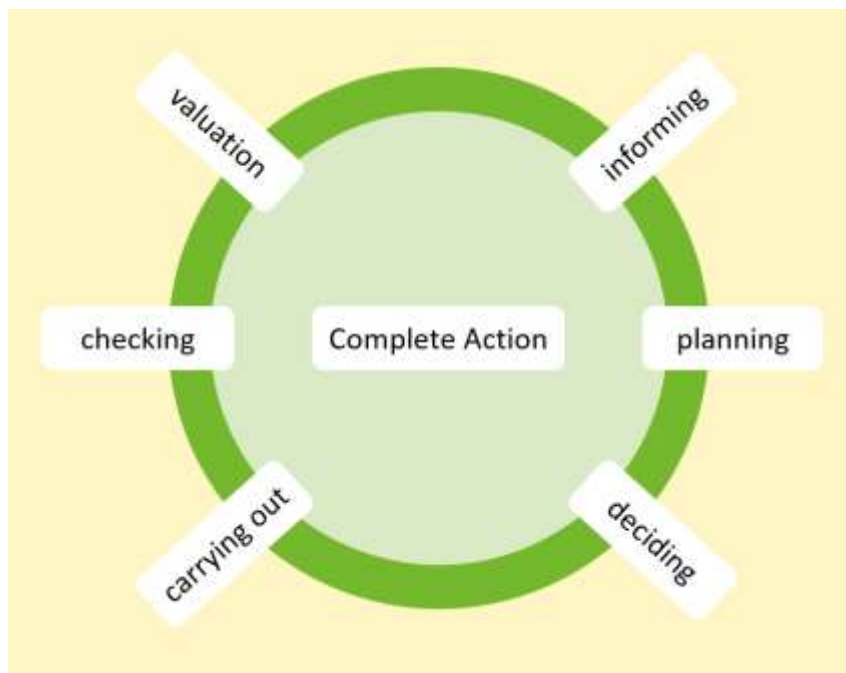 valuation
informing
checking
Complete Action
planning
carrying out
deciding